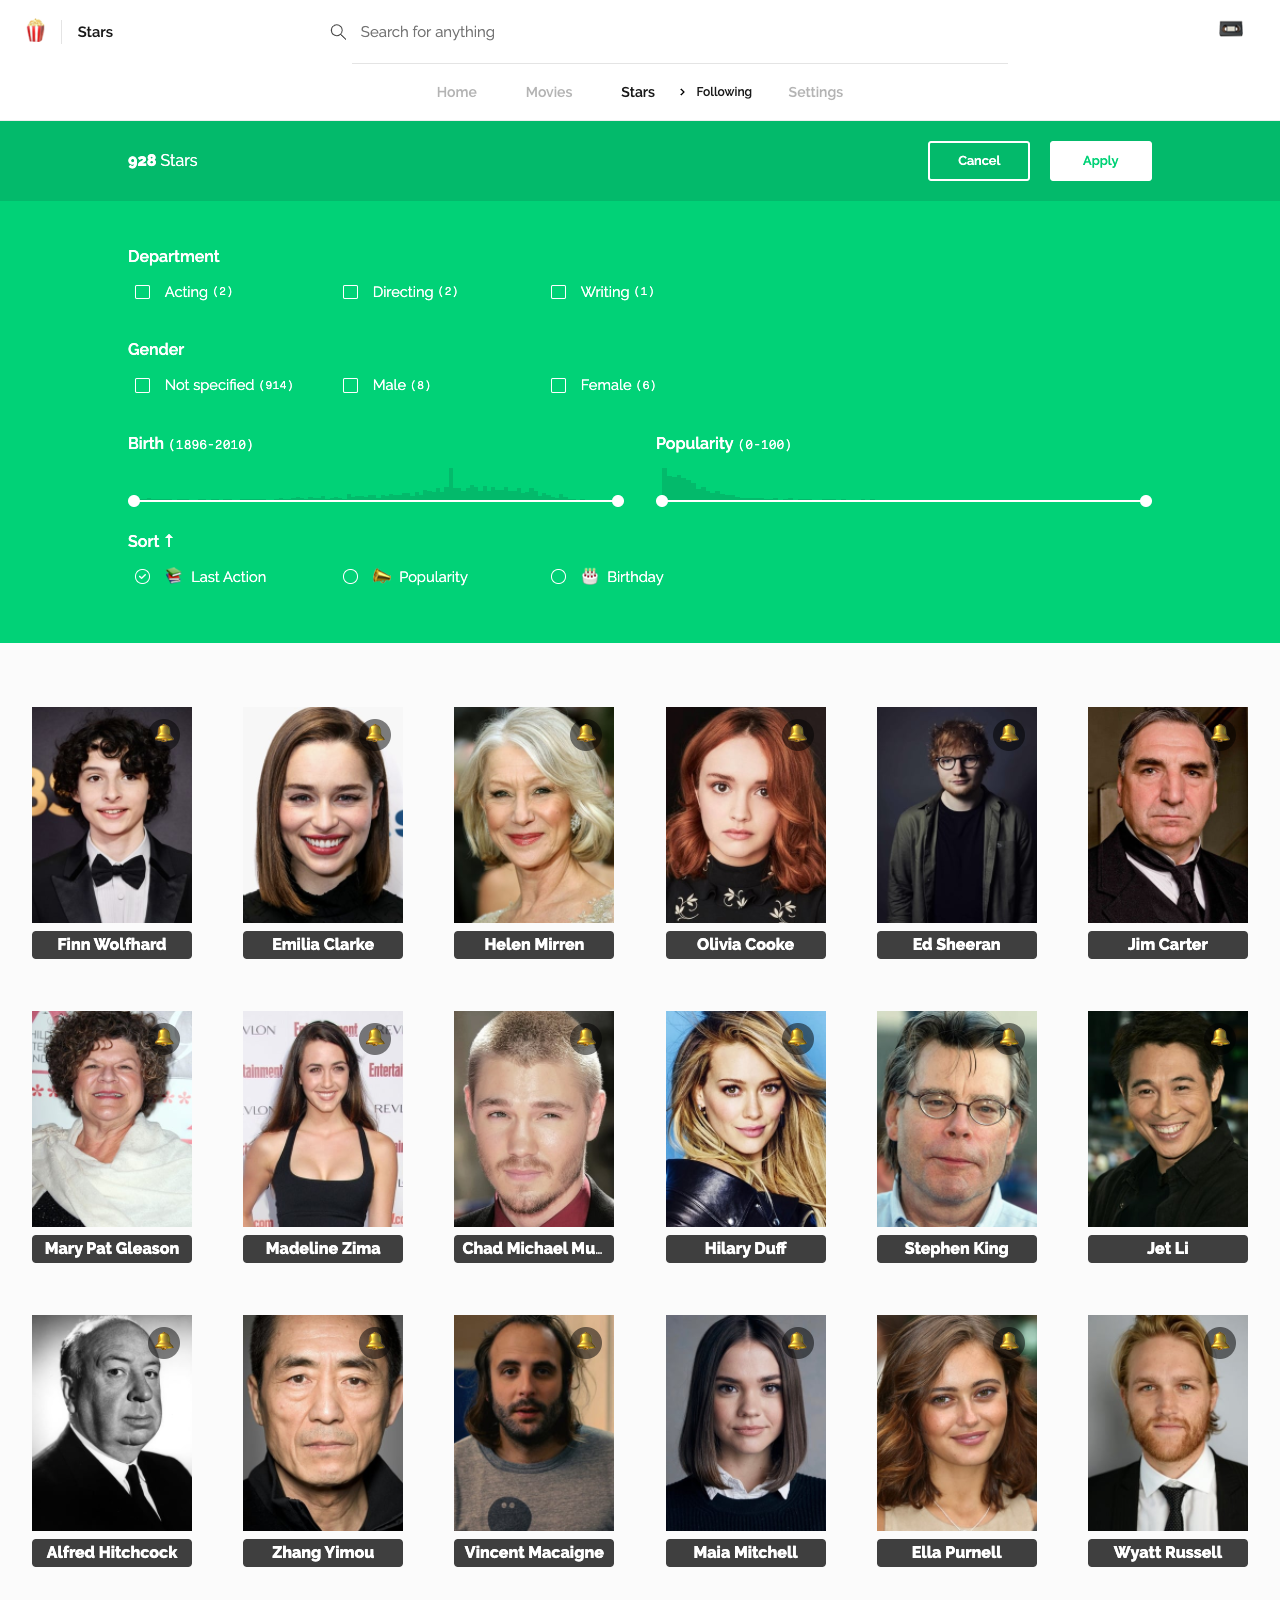 Stars
Search for anything
Home Movies Stars > Following Settings
928 Stars
Cancel
Apply
Department
Acting (2)
Directing (2)
Writing (1)
Gender
Not specified (914)
Male (8)
Female (6)
Birth (1896-2010)
Popularity (0-100)
Sort ↑
Last Action
Popularity
Birthday
Finn Wolfhard
Emilia Clarke
Helen Mirren
Olivia Cooke
Ed Sheeran
Jim Carter
Mary Pat Gleason
Madeline Zima
Chad Michael Mu…
Hilary Duff
Stephen King
Jet Li
Alfred Hitchcock
Zhang Yimou
Vincent Macaigne
Maia Mitchell
Ella Purnell
Wyatt Russell